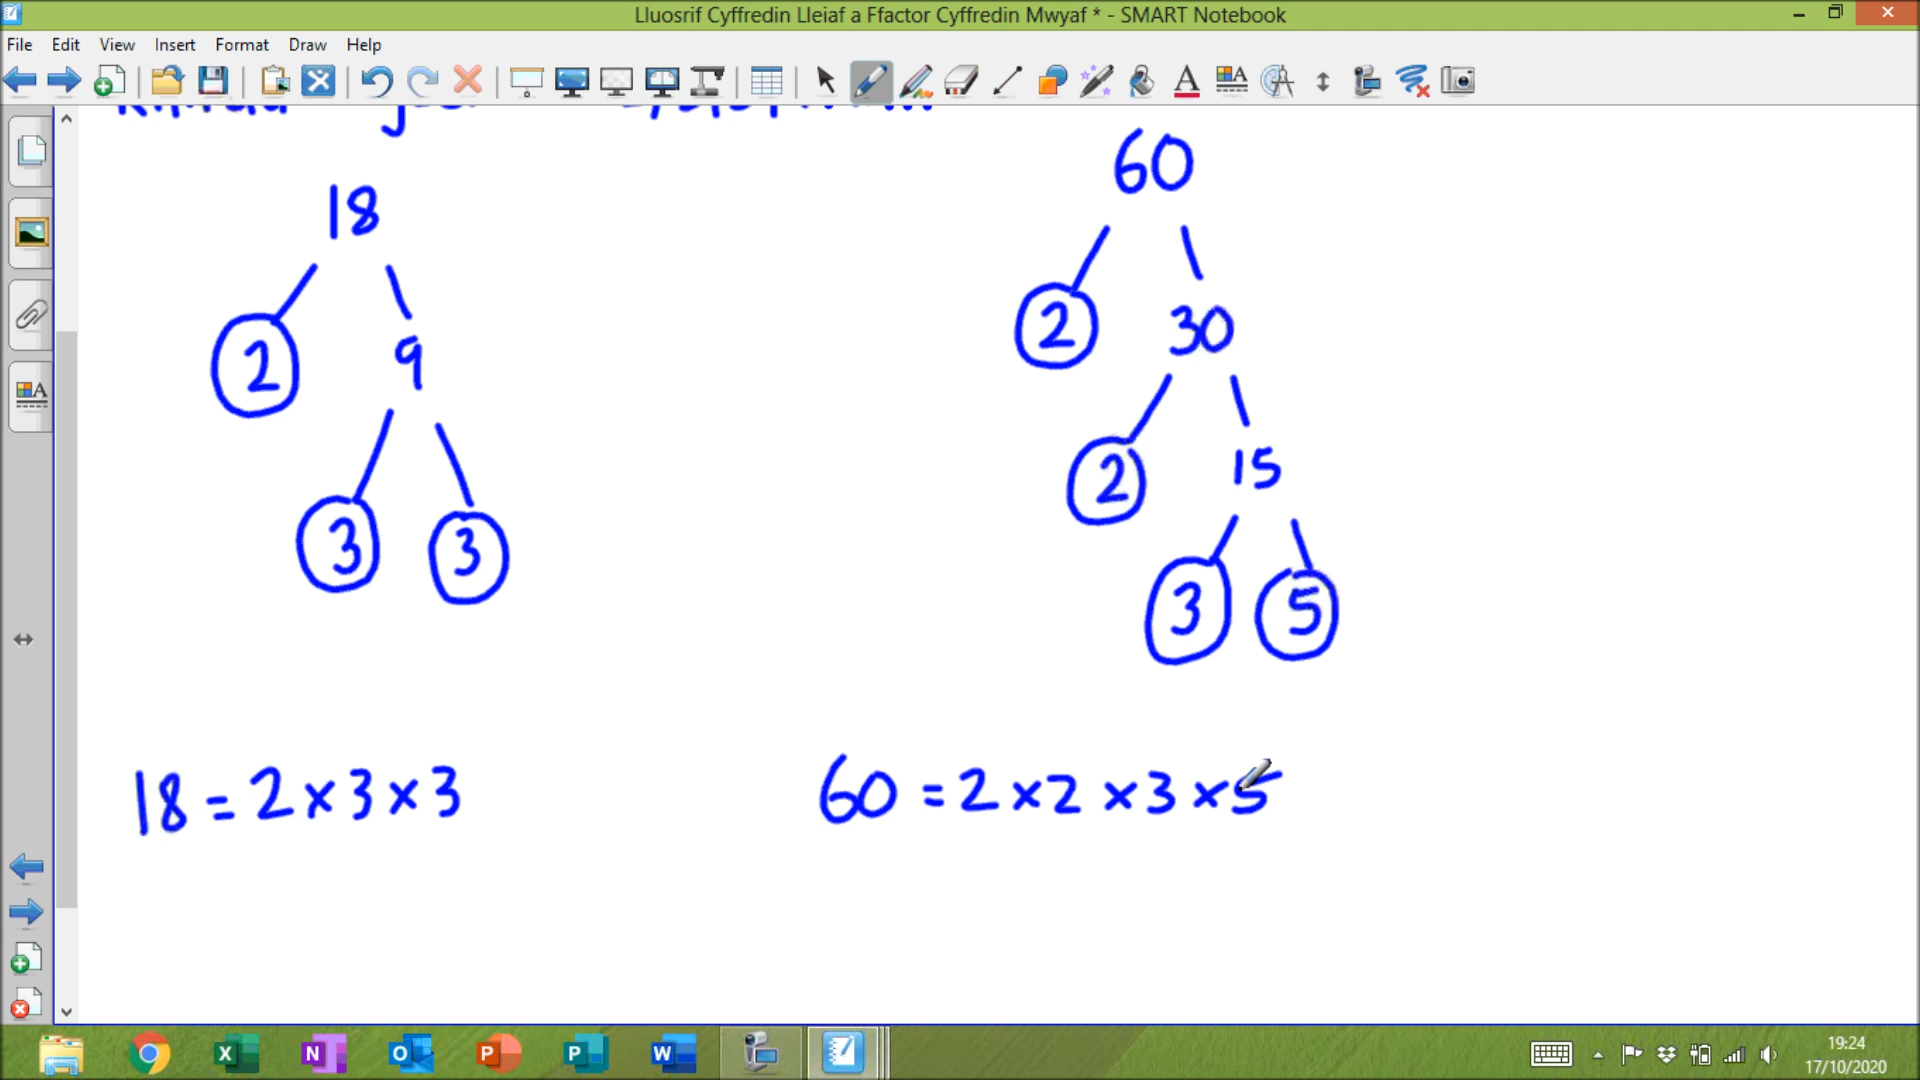 Lluosrif Cyffredin Lleiaf a Ffactor Cyffredin Mwyaf * - SMART Notebook
File Edit View Insert Format Draw Help
18
2 9
3 3
60
2 30
2 15
3 5
18 = 2 × 3 × 3
60 = 2 × 2 × 3 × 5
19:24
17/10/2020